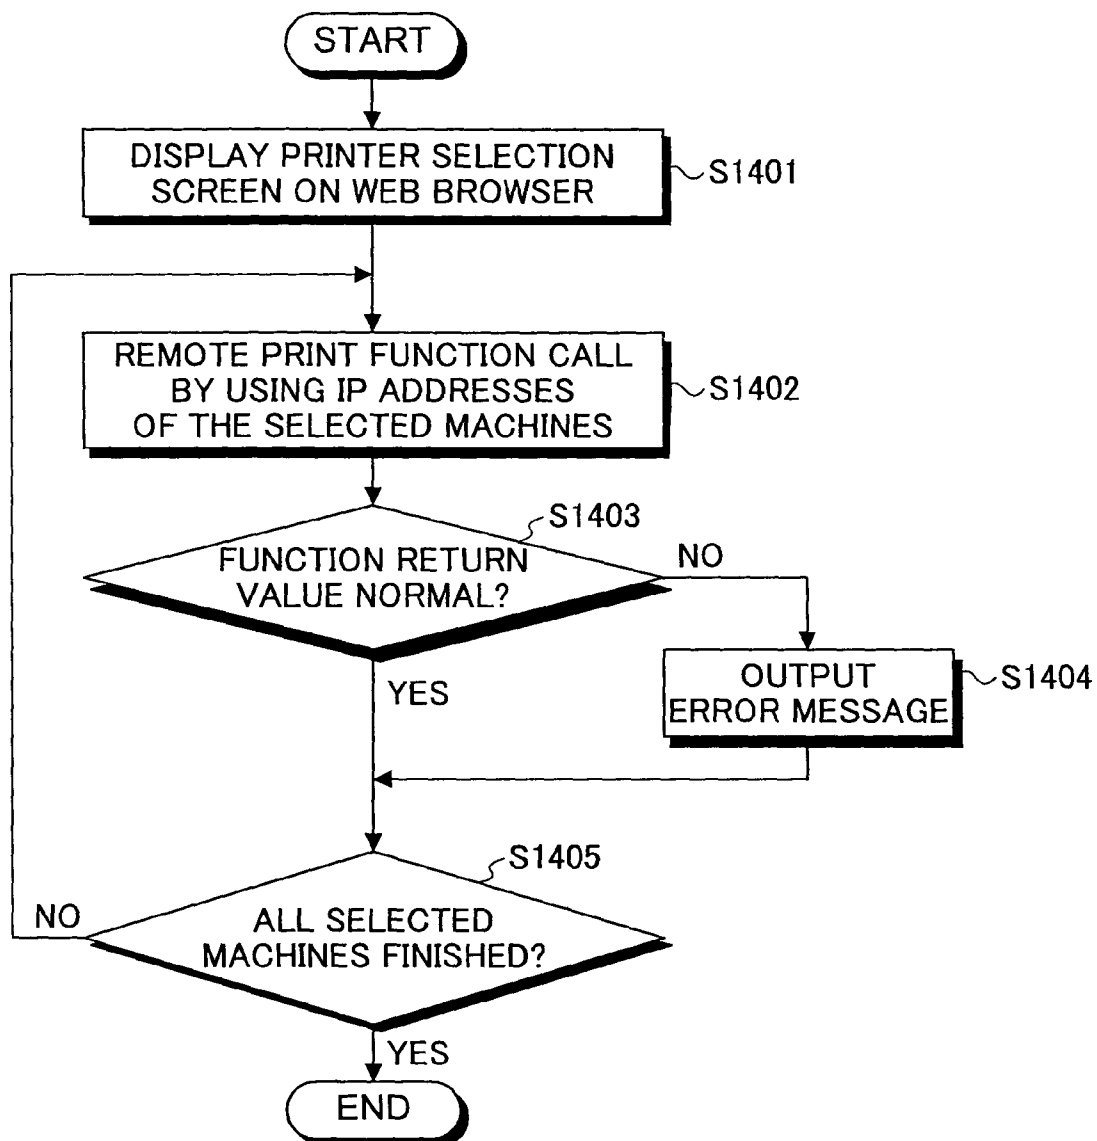 START
DISPLAY PRINTER SELECTION
SCREEN ON WEB BROWSER
S1401
REMOTE PRINT FUNCTION CALL
BY USING IP ADDRESSES
OF THE SELECTED MACHINES
S1402
S1403
FUNCTION RETURN
VALUE NORMAL?
NO
YES
OUTPUT
ERROR MESSAGE
S1404
S1405
ALL SELECTED
MACHINES FINISHED?
NO
YES
END